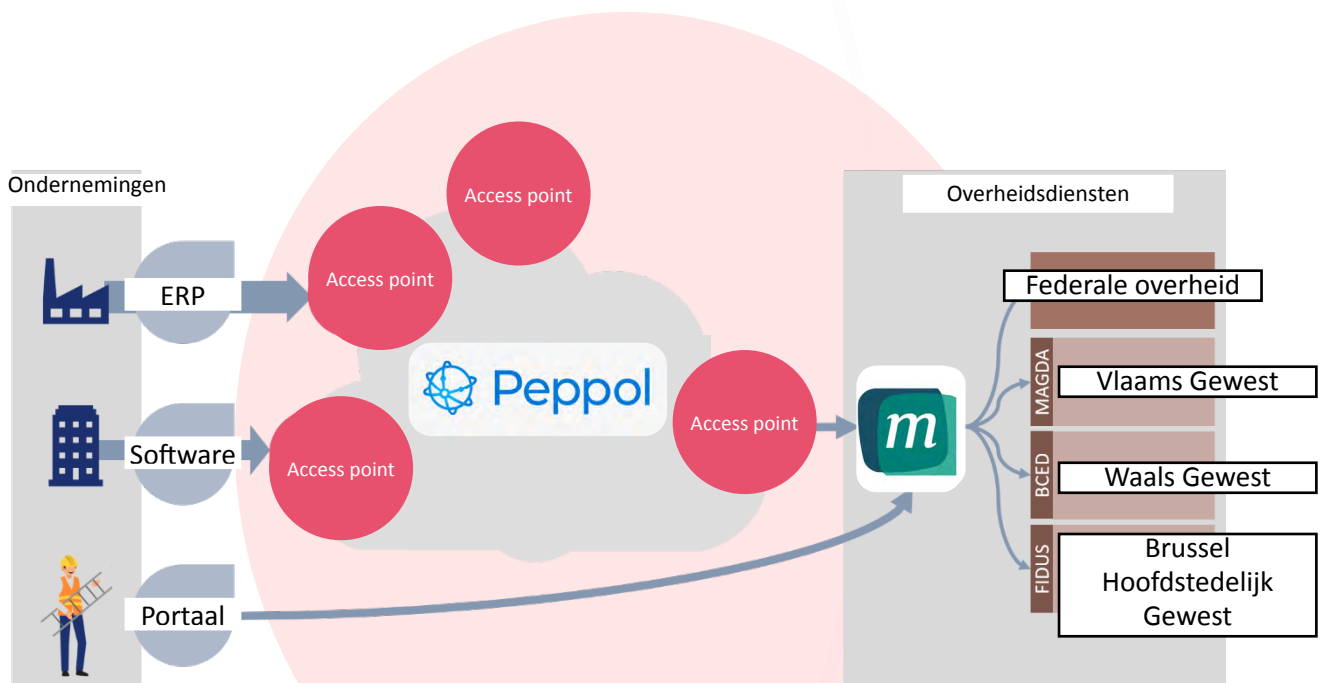 Ondernemingen
ERP
Software
Portaal
Access point
Access point
Access point
Access point
Peppol
m
Overheidsdiensten
Federale overheid
MAGDA
Vlaams Gewest
BCED
Waals Gewest
FIDUS
Brussel
Hoofdstedelijk
Gewest